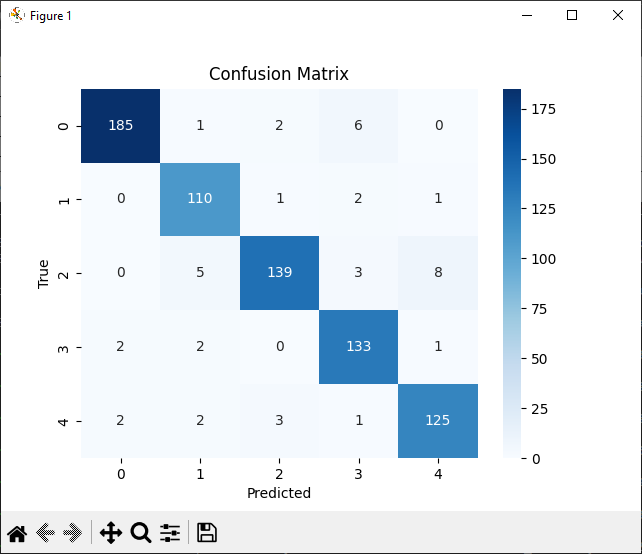 Figure 1
Confusion Matrix
0 185 1 2 6 0
1 0 110 1 2 1
2 0 5 139 3 8
3 2 2 0 133 1
4 2 2 3 1 125
0 1 2 3 4
Predicted
True
175
150
125
100
75
50
25
0